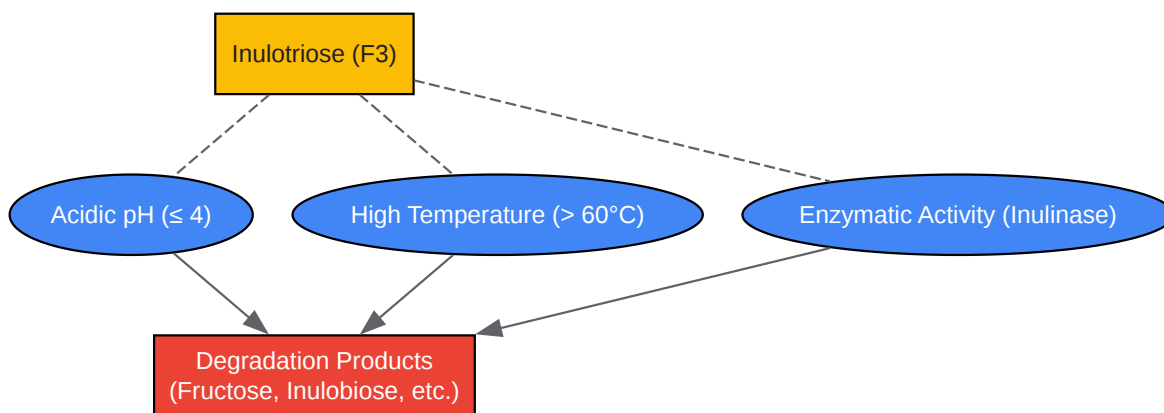 Inulotriose (F3)
Acidic pH (≤ 4)
High Temperature (> 60°C)
Enzymatic Activity (Inulinase)
Degradation Products
(Fructose, Inulobiose, etc.)